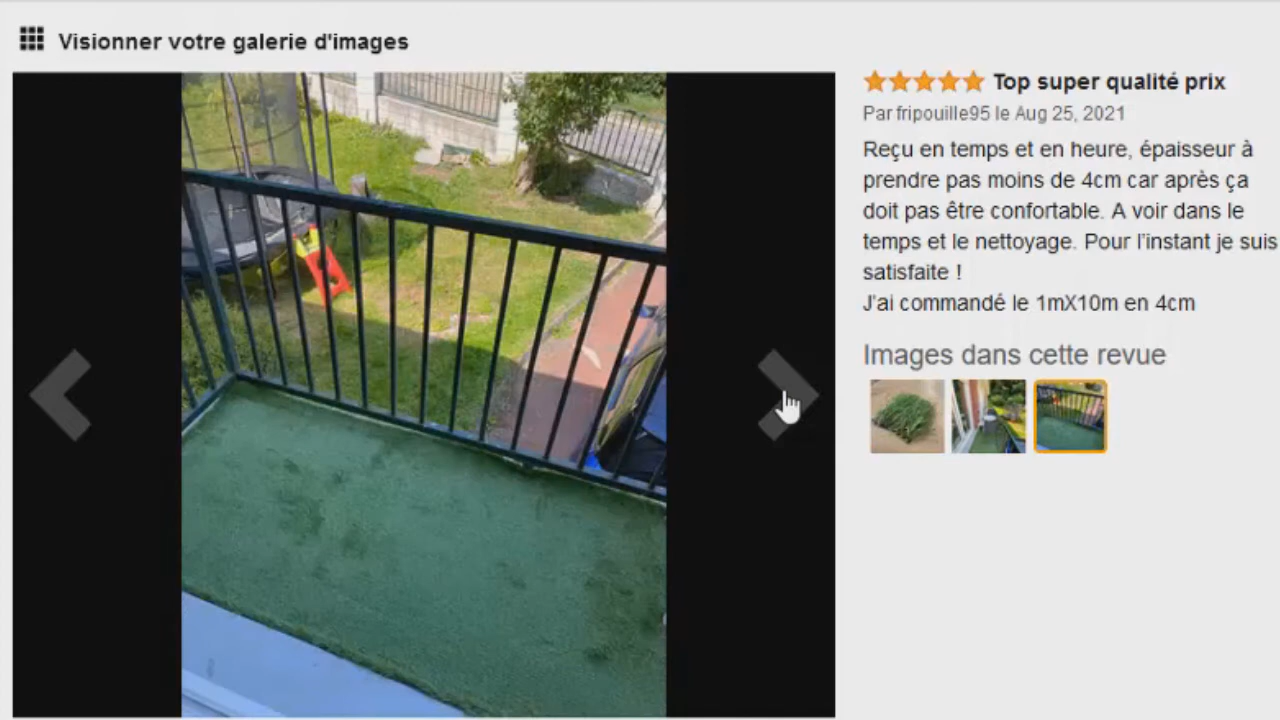 Visionner votre galerie d'images
Top super qualité prix
Par fripouille95 le Aug 25, 2021
Reçu en temps et en heure, épaisseur à
prendre pas moins de 4cm car après ça
doit pas être confortable. A voir dans le
temps et le nettoyage. Pour l'instant je suis
satisfaite !
J'ai commandé le 1mX10m en 4cm
Images dans cette revue